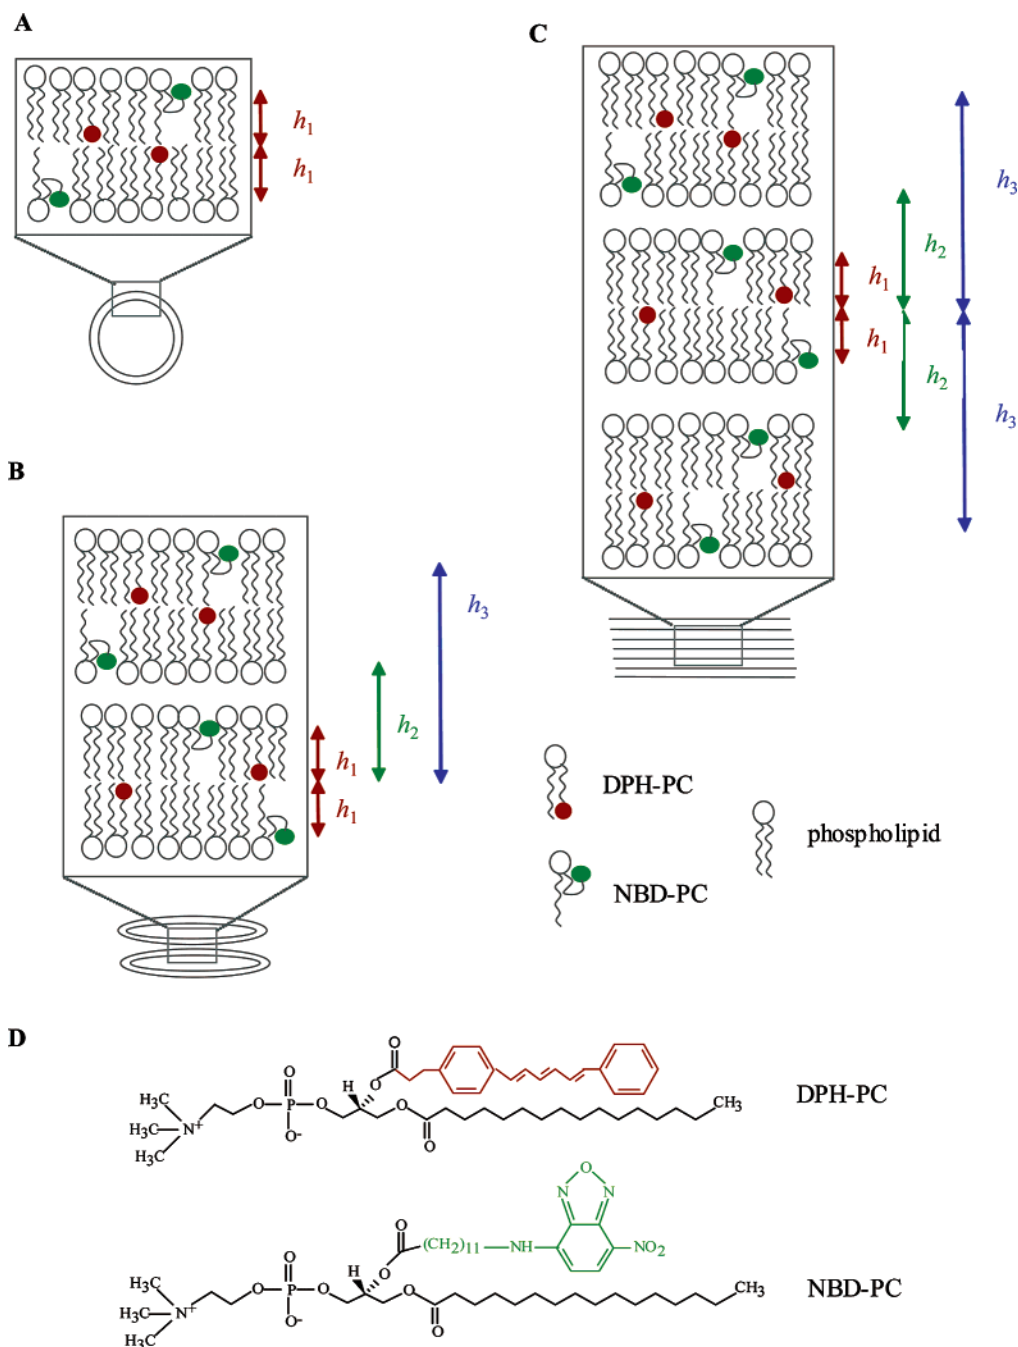 A
h1
h1
C
h3
h2
h1
h1
h2
h3
B
h3
h2
h1
h1
DPH-PC
phospholipid
NBD-PC
D
O
H
O
O
CH3
DPH-PC
H3C
H3C N+
H3C
O P O
O-
O
O
N N
(CH2)11 NH NO2
O
H
O
O
CH3
NBD-PC
H3C
H3C N+
H3C
O P O
O-
O